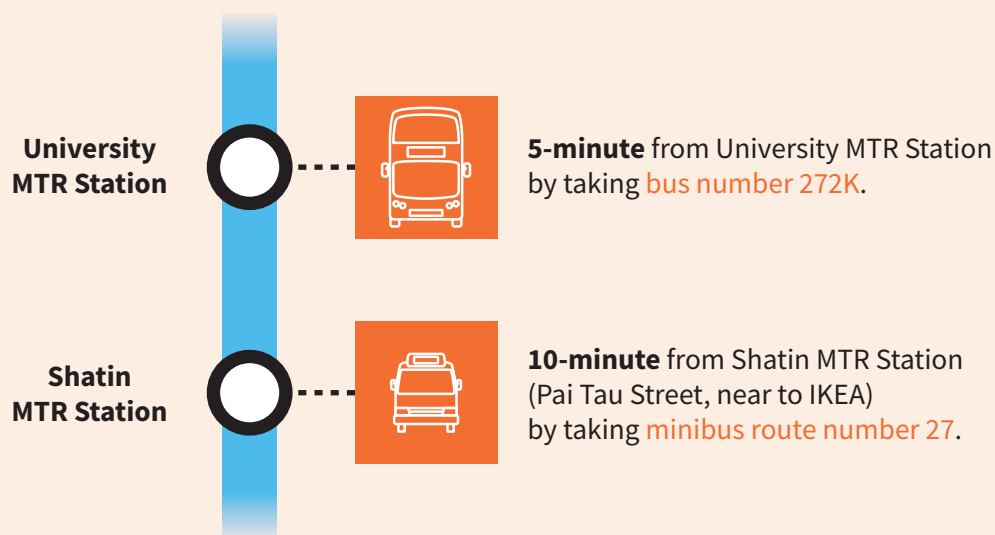 University
MTR Station
5-minute from University MTR Station
by taking bus number 272K.
Shatin
MTR Station
10-minute from Shatin MTR Station
(Pai Tau Street, near to IKEA)
by taking minibus route number 27.